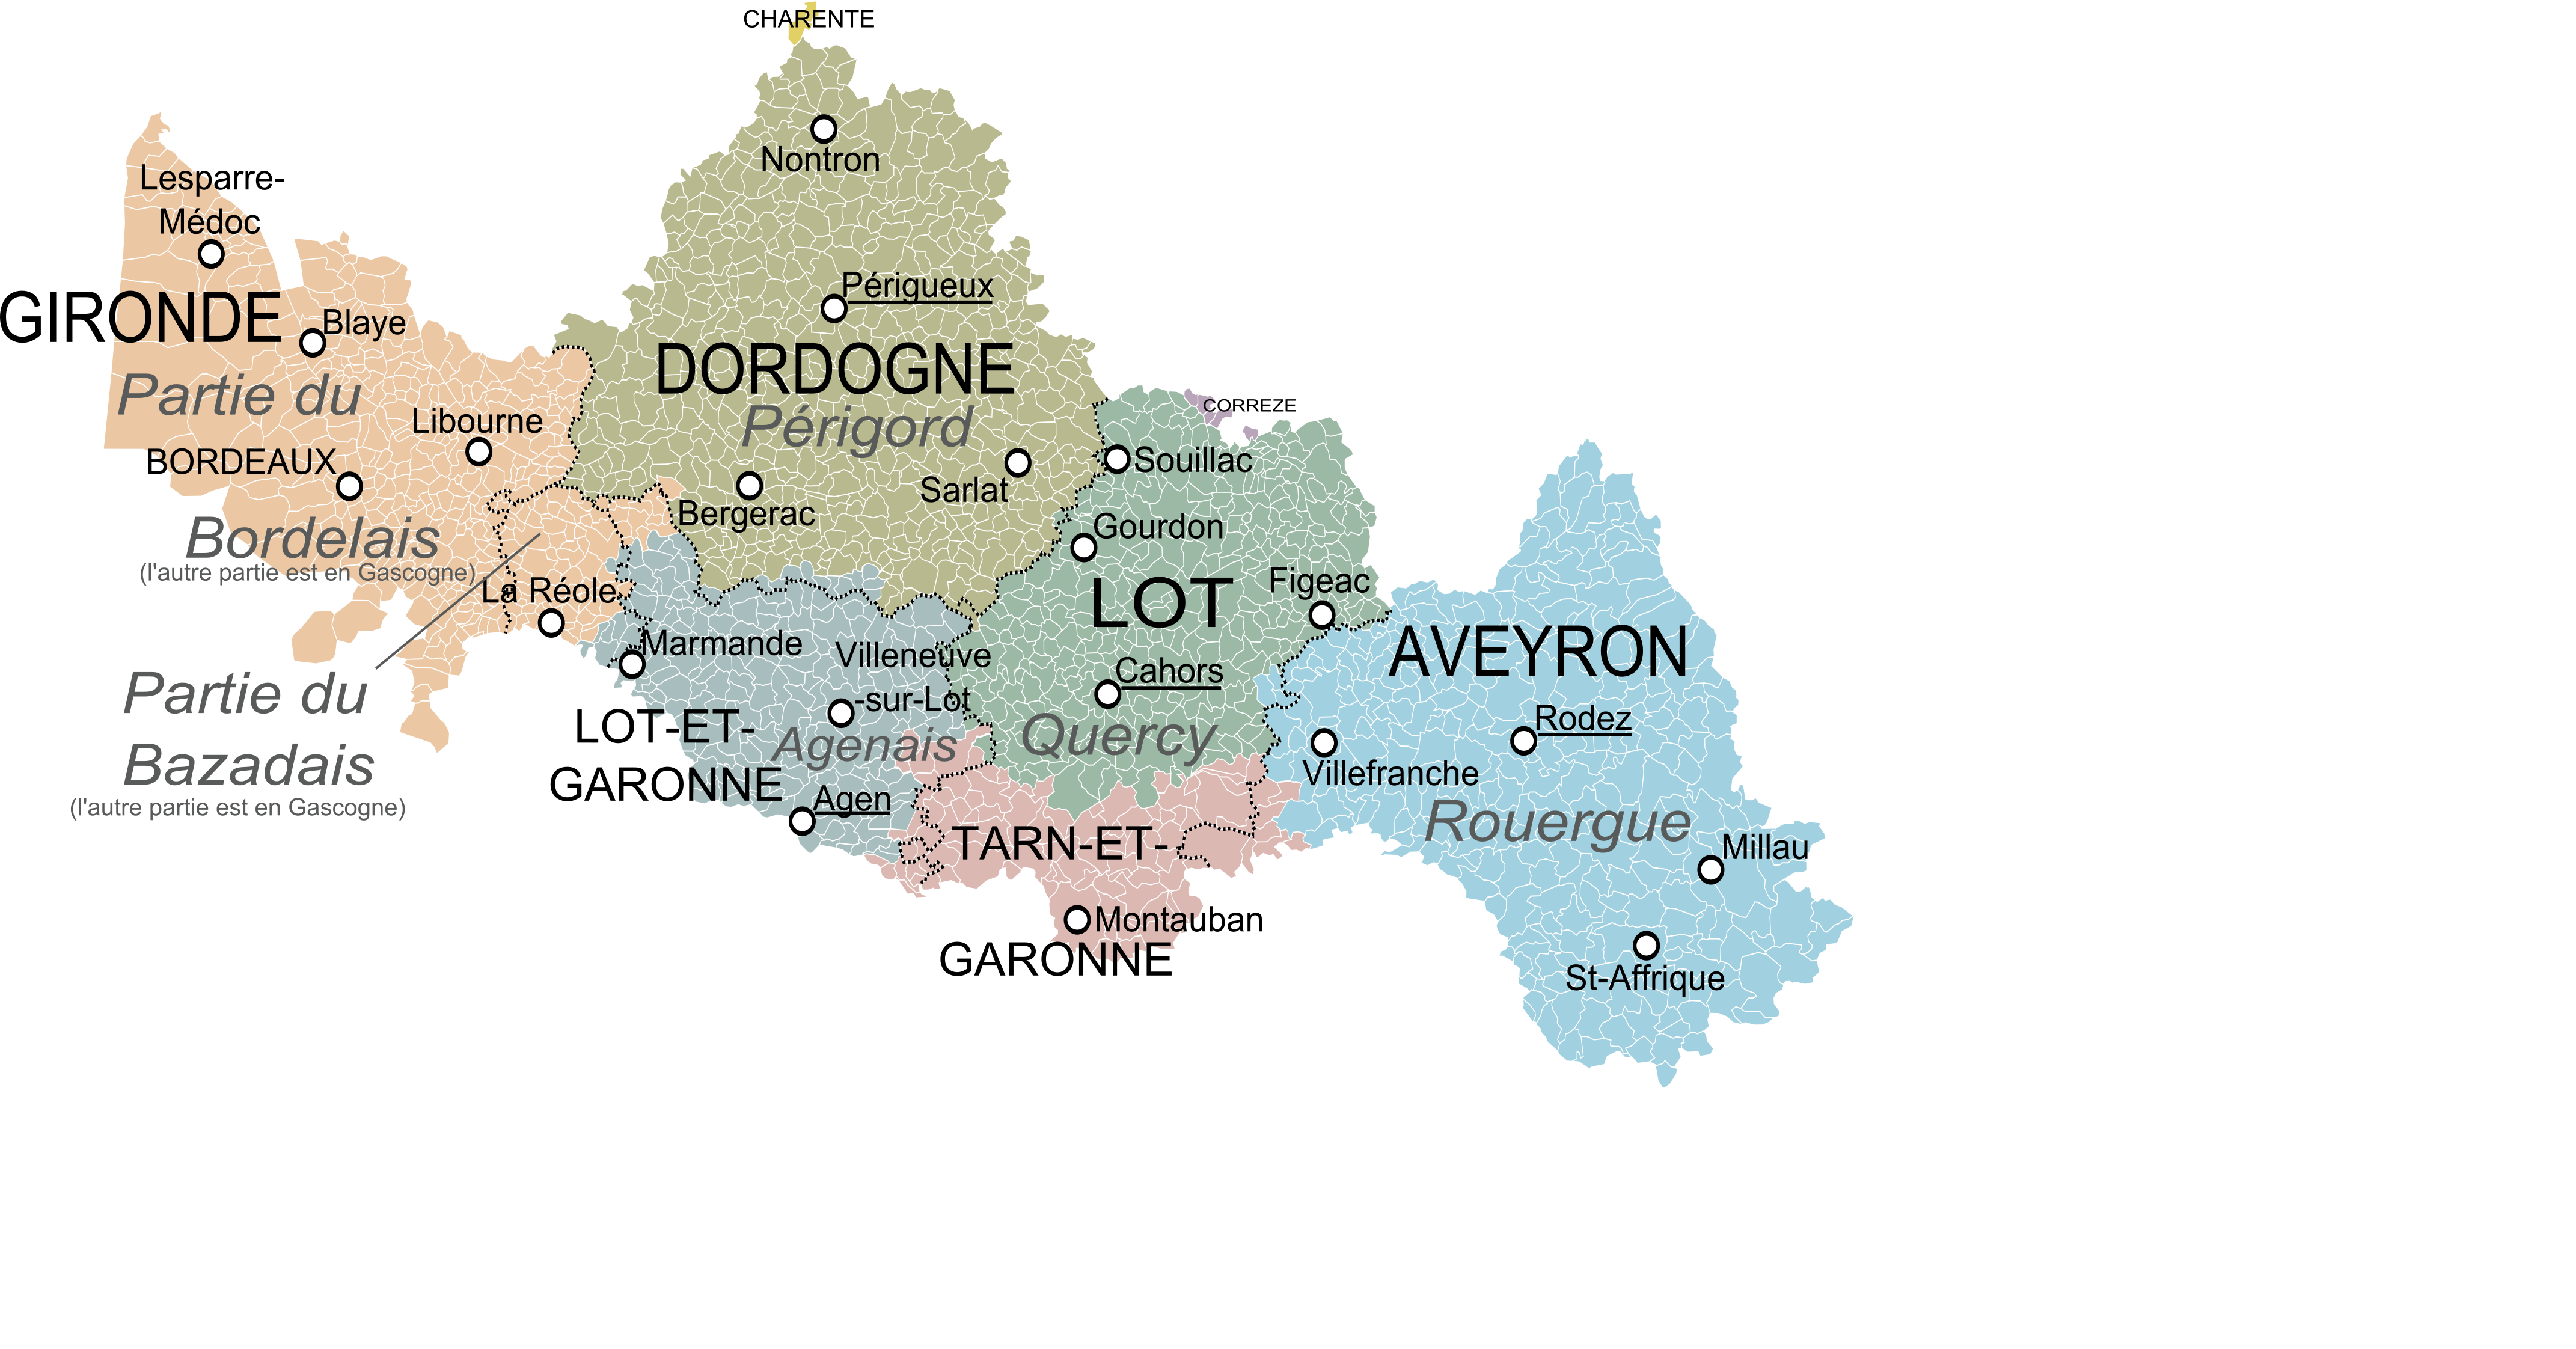 CHARENTE
Nontron
Lesparre-
Médoc
GIRONDE
Blaye
Périgueux
DORDOGNE
Partie du
Périgord
Libourne
BORDEAUX
Bordelais
(l'autre partie est en Gascogne)
Bergerac
Sarlat
CORREZE
Souillac
Gourdon
LOT
Figeac
La Réole
Marmande
Villeneuve
-sur-Lot
Cahors
Quercy
AVEYRON
Rodez
Villefranche
Rouergue
Millau
St-Affrique
Partie du
Bazadais
(l'autre partie est en Gascogne)
LOT-ET-
GARONNE
Agenais
Agen
TARN-ET-
Montauban
GARONNE